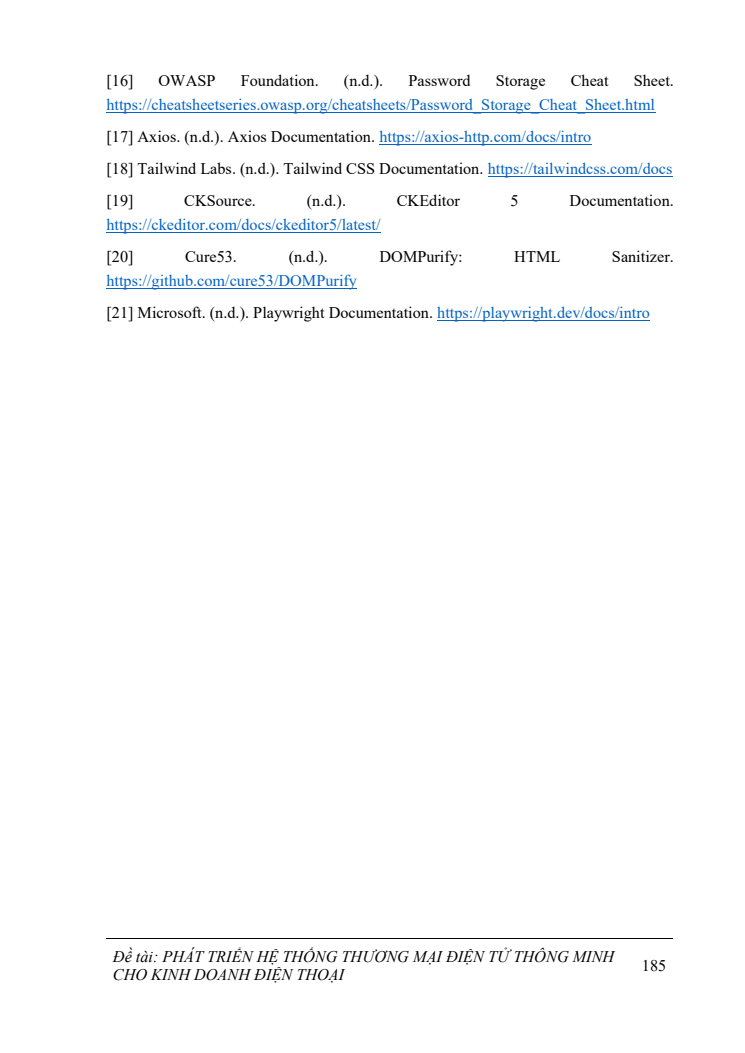 [16] OWASP Foundation. (n.d.). Password Storage Cheat Sheet.
https://cheatsheetseries.owasp.org/cheatsheets/Password_Storage_Cheat_Sheet.html
[17] Axios. (n.d.). Axios Documentation. https://axios-http.com/docs/intro
[18] Tailwind Labs. (n.d.). Tailwind CSS Documentation. https://tailwindcss.com/docs
[19] CKSource. (n.d.). CKEditor 5 Documentation.
https://ckeditor.com/docs/ckeditor5/latest/
[20] Cure53. (n.d.). DOMPurify: HTML Sanitizer.
https://github.com/cure53/DOMPurify
[21] Microsoft. (n.d.). Playwright Documentation. https://playwright.dev/docs/intro
Đề tài: PHÁT TRIỂN HỆ THỐNG THƯƠNG MẠI ĐIỆN TỬ THÔNG MINH
CHO KINH DOANH ĐIỆN THOẠI
185